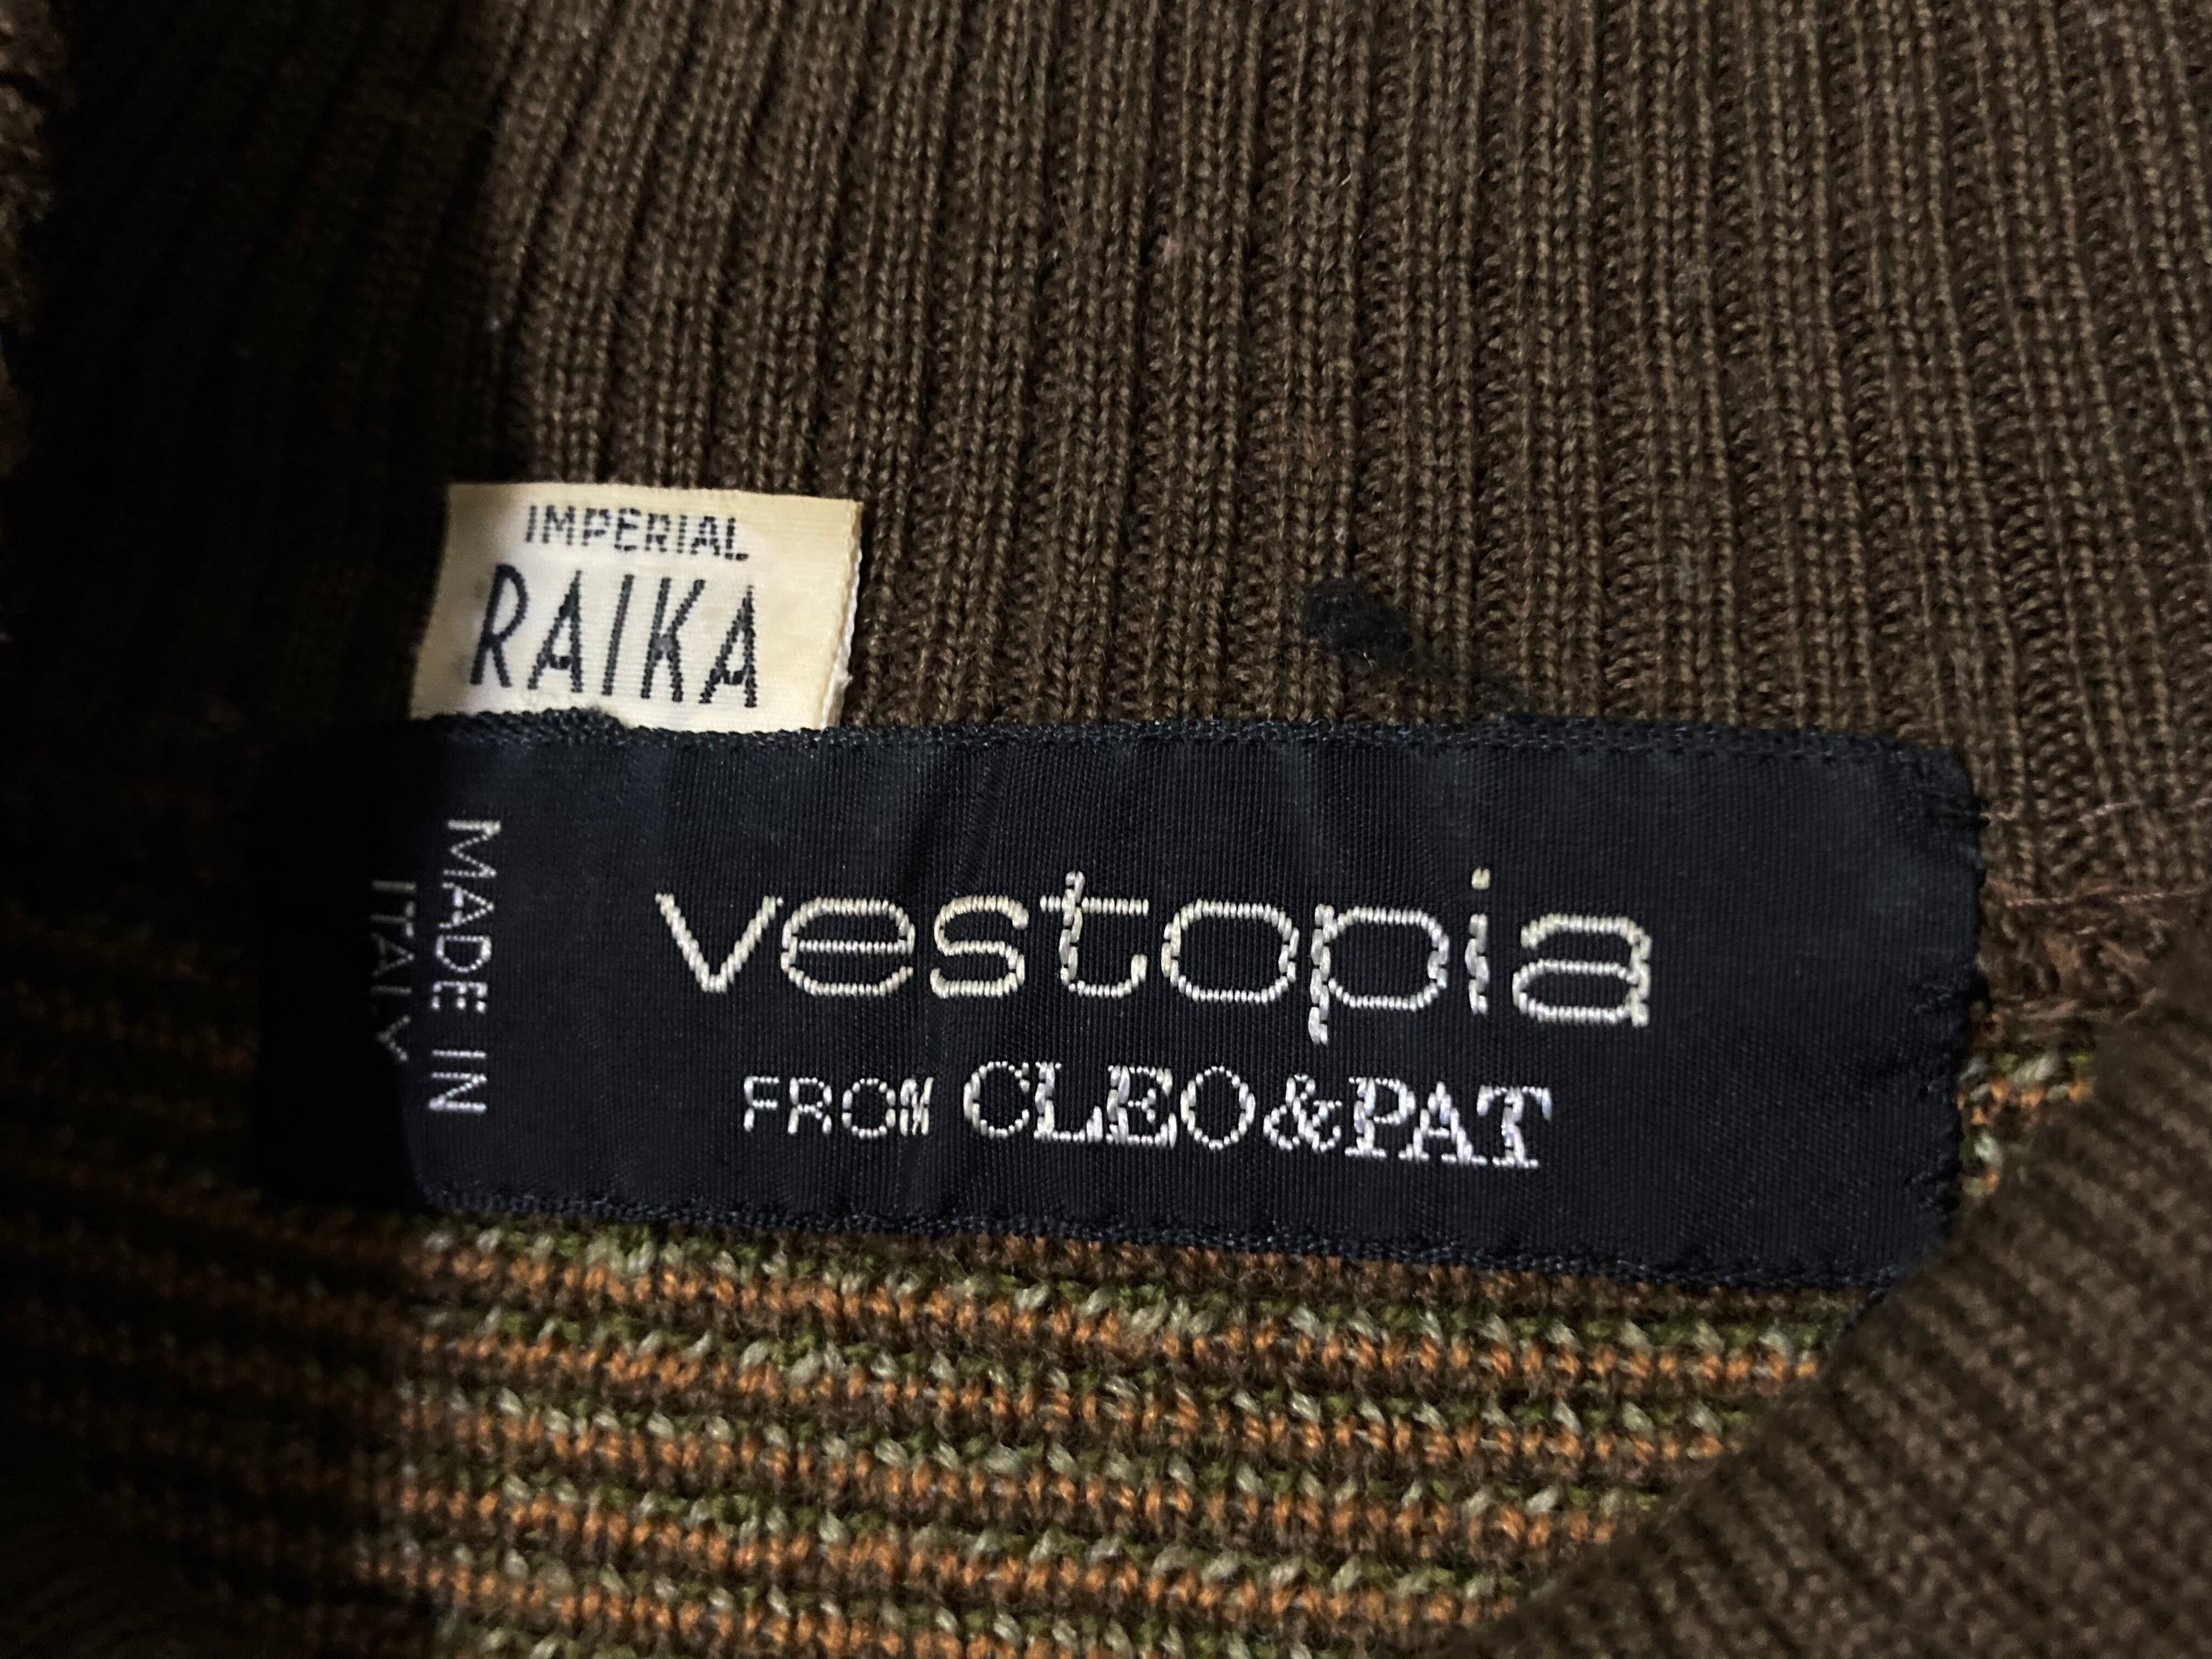 IMPERIAL
RAIKA
MADE IN
ITALY
vestopia
FROM CLEO&PAT